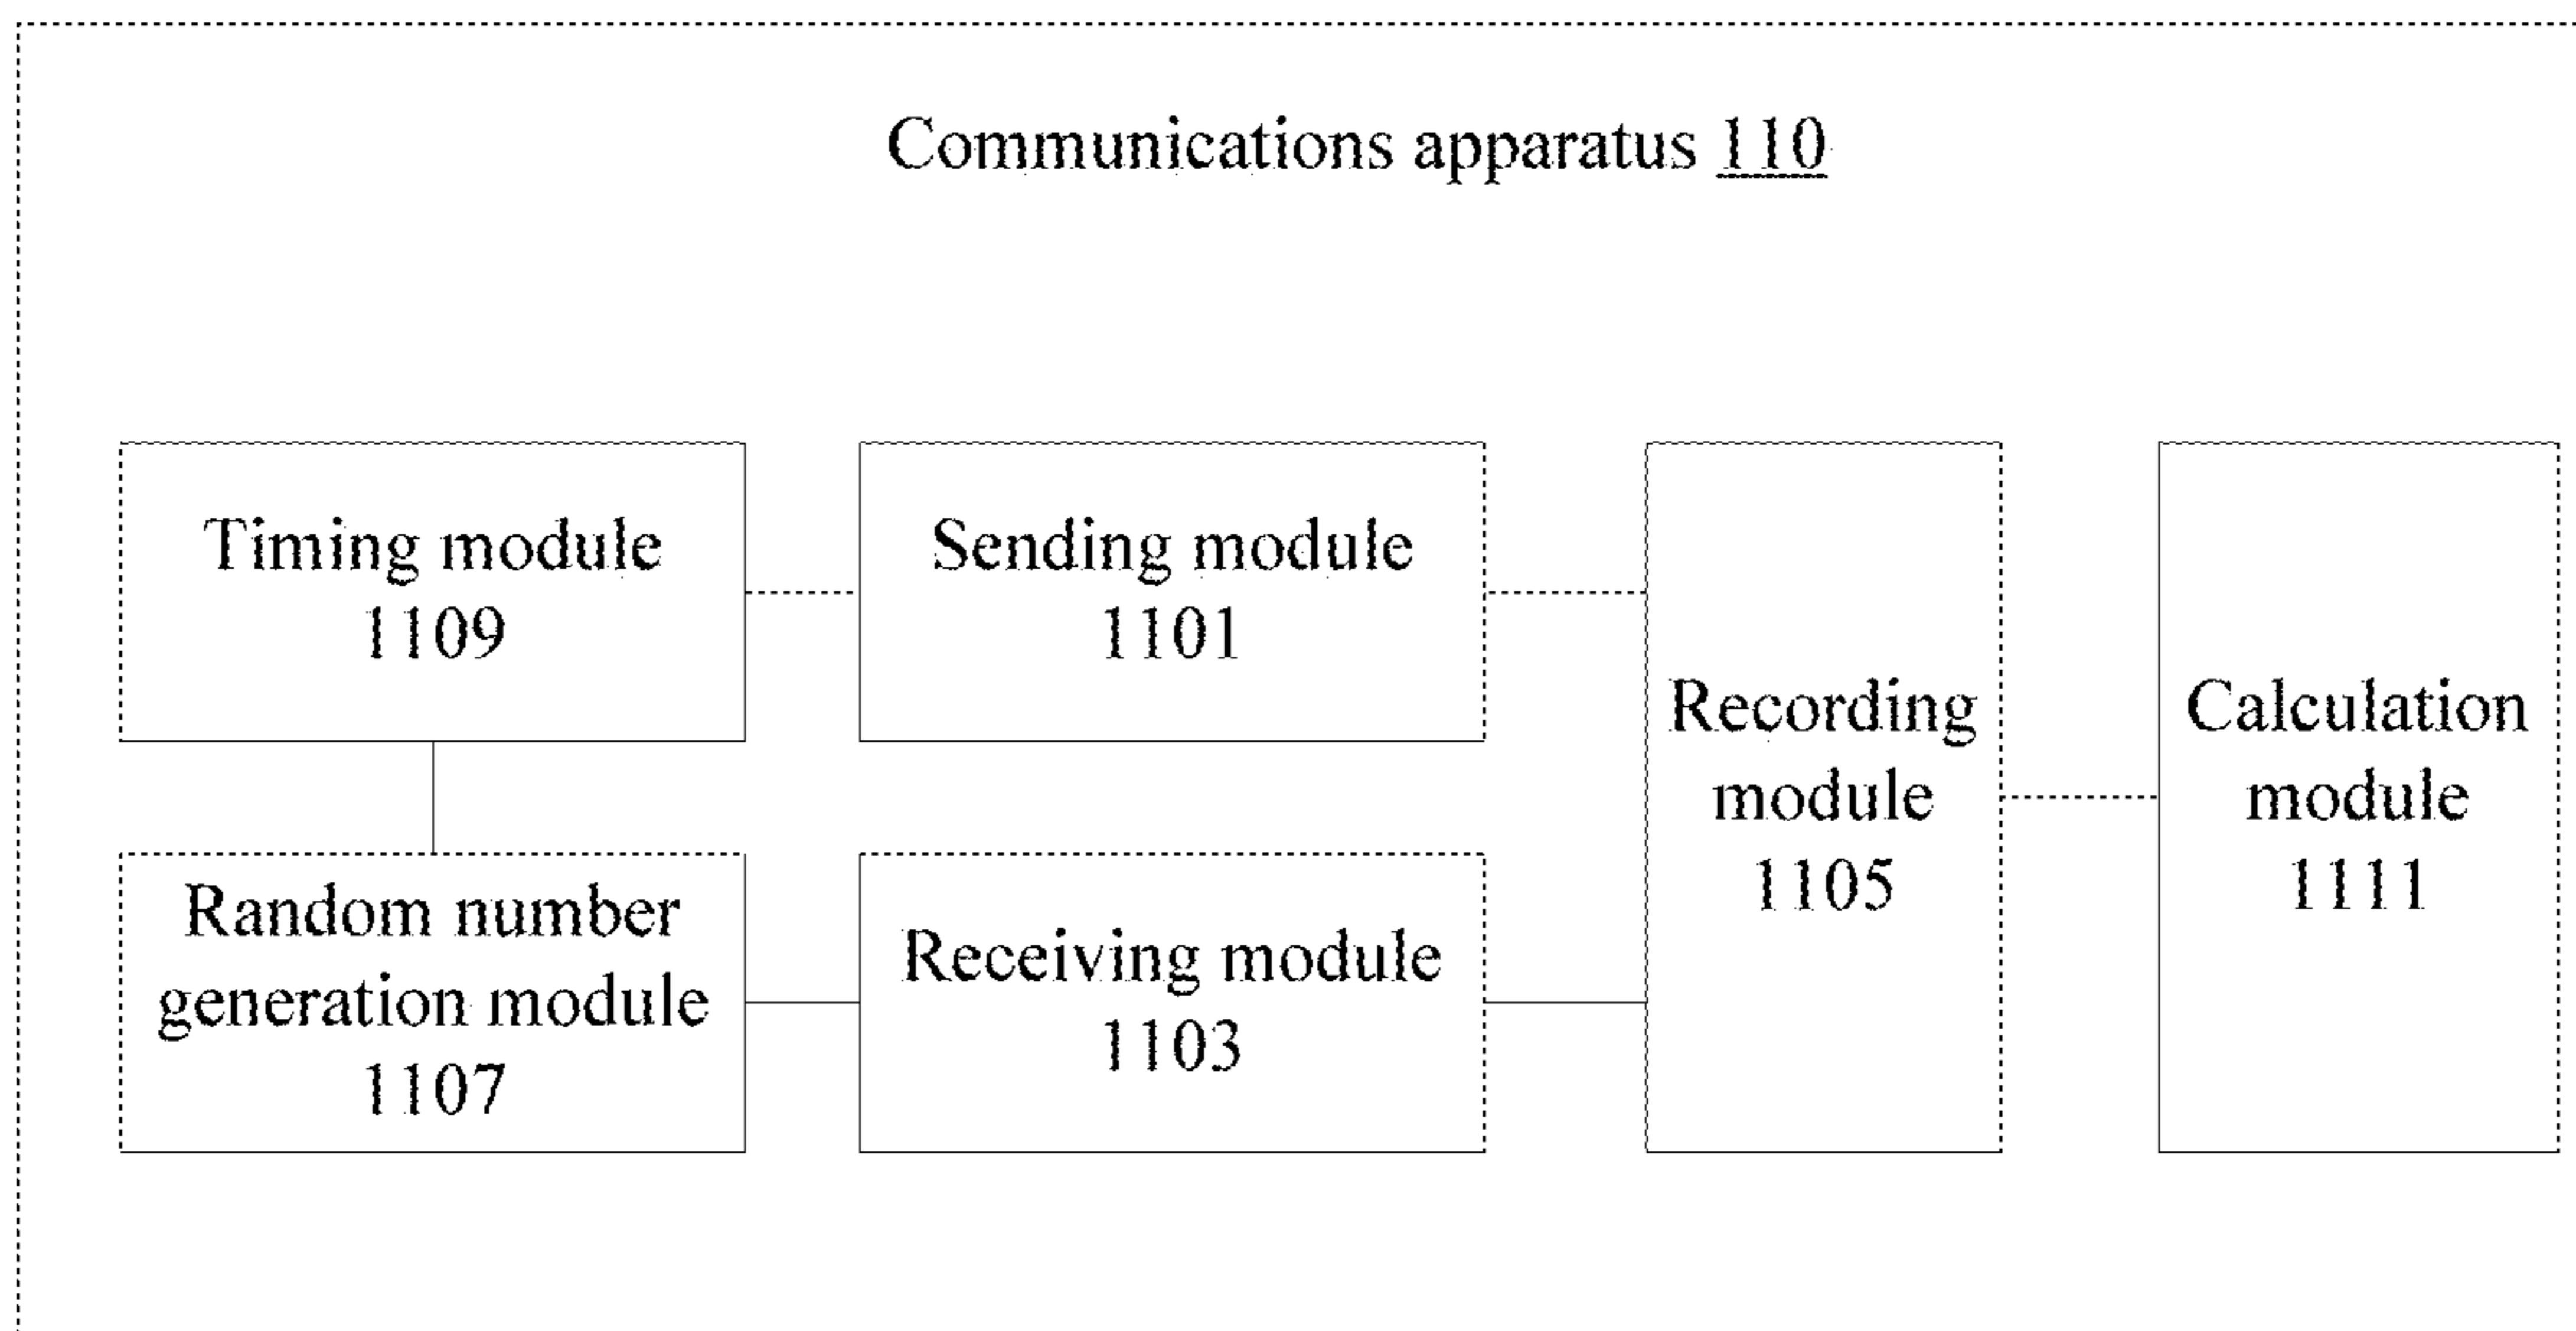 Communications apparatus 110
Timing module
1109
Sending module
1101
Random number
generation module
1107
Receiving module
1103
Recording
module
1105
Calculation
module
1111